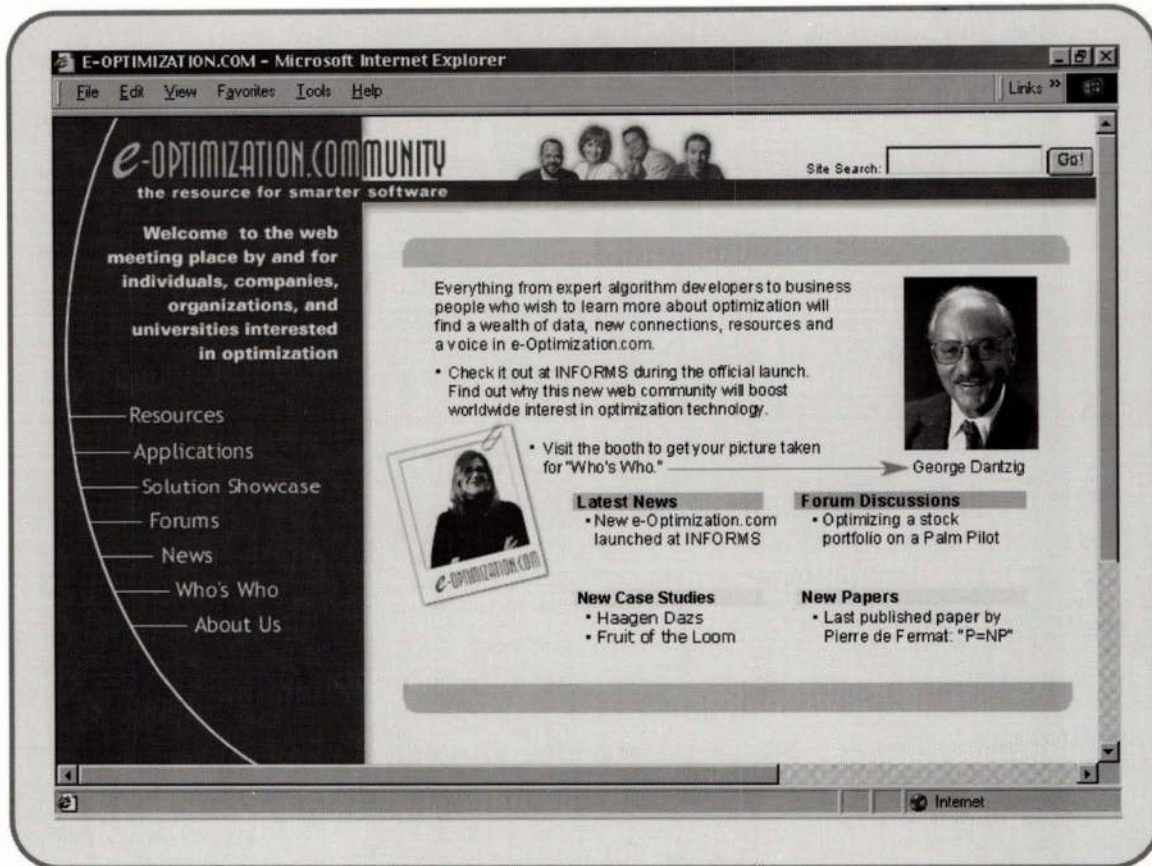 E-OPTIMIZATION.COM - Microsoft Internet Explorer
File Edit View Favorites Tools Help
Links »
e-OPTIMIZATION.COMMUNITY
the resource for smarter software
Site Search:
Go!
Welcome to the web
meeting place by and for
individuals, companies,
organizations, and
universities interested
in optimization
Resources
Applications
Solution Showcase
Forums
News
Who's Who
About Us
Everything from expert algorithm developers to business
people who wish to learn more about optimization will
find a wealth of data, new connections, resources and
a voice in e-Optimization.com.
• Check it out at INFORMS during the official launch.
Find out why this new web community will boost
worldwide interest in optimization technology.
• Visit the booth to get your picture taken
for "Who's Who."
George Dantzig
e-OPTIMIZATION.COM
Latest News
• New e-Optimization.com
launched at INFORMS
Forum Discussions
• Optimizing a stock
portfolio on a Palm Pilot
New Case Studies
• Haagen Dazs
• Fruit of the Loom
New Papers
• Last published paper by
Pierre de Fermat: "P=NP"
Internet